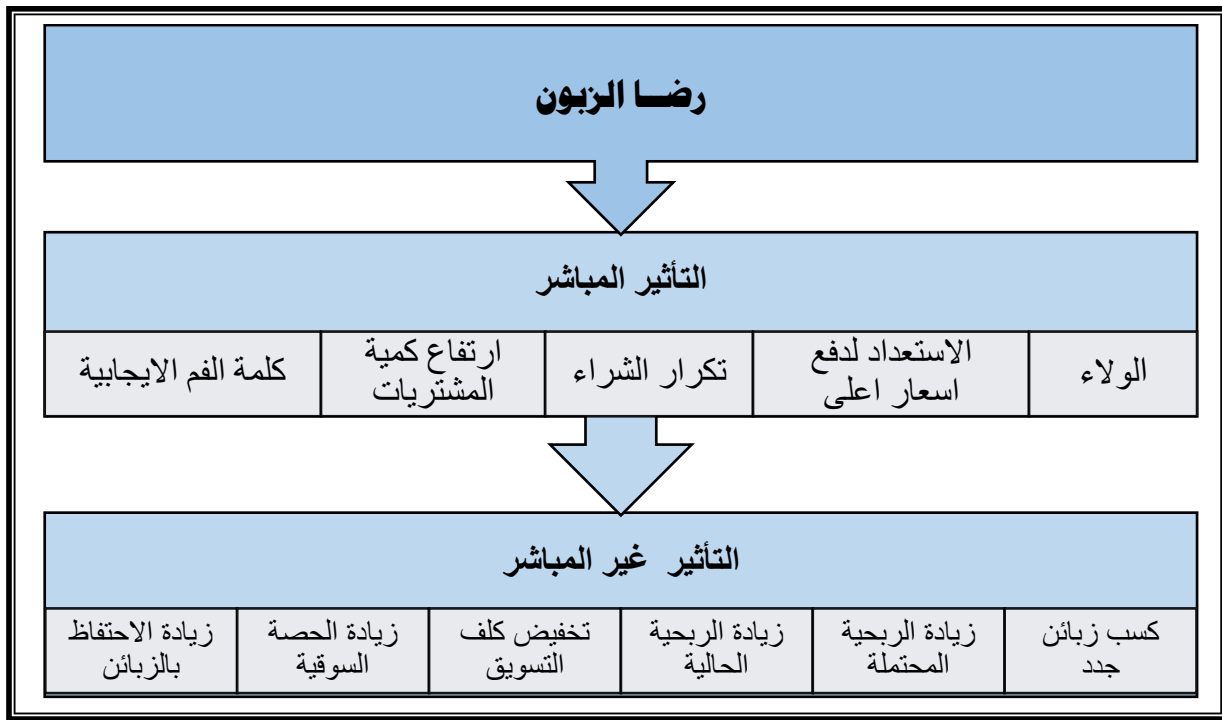 رضا الزبون
التأثير المباشر
الولاء
الاستعداد لدفع
اسعار اعلى
تكرار الشراء
ارتفاع كمية
المشتريات
كلمة الفم الايجابية
التأثير غير المباشر
كسب زبائن
جدد
زيادة الربحية
المحتملة
زيادة الربحية
الحالية
تخفيض كلف
التسويق
زيادة الحصة
السوقية
زيادة الاحتفاظ
بالزبائن